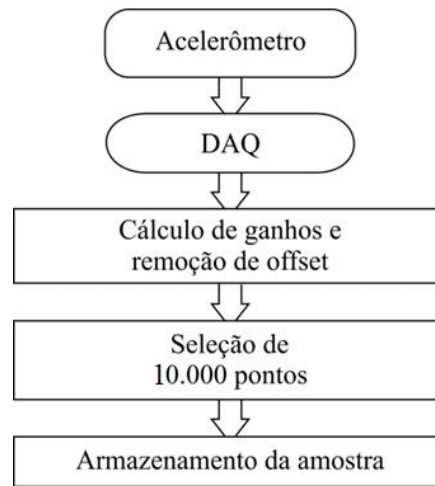 Acelerômetro
DAQ
Cálculo de ganhos e
remoção de offset
Seleção de
10.000 pontos
Armazenamento da amostra